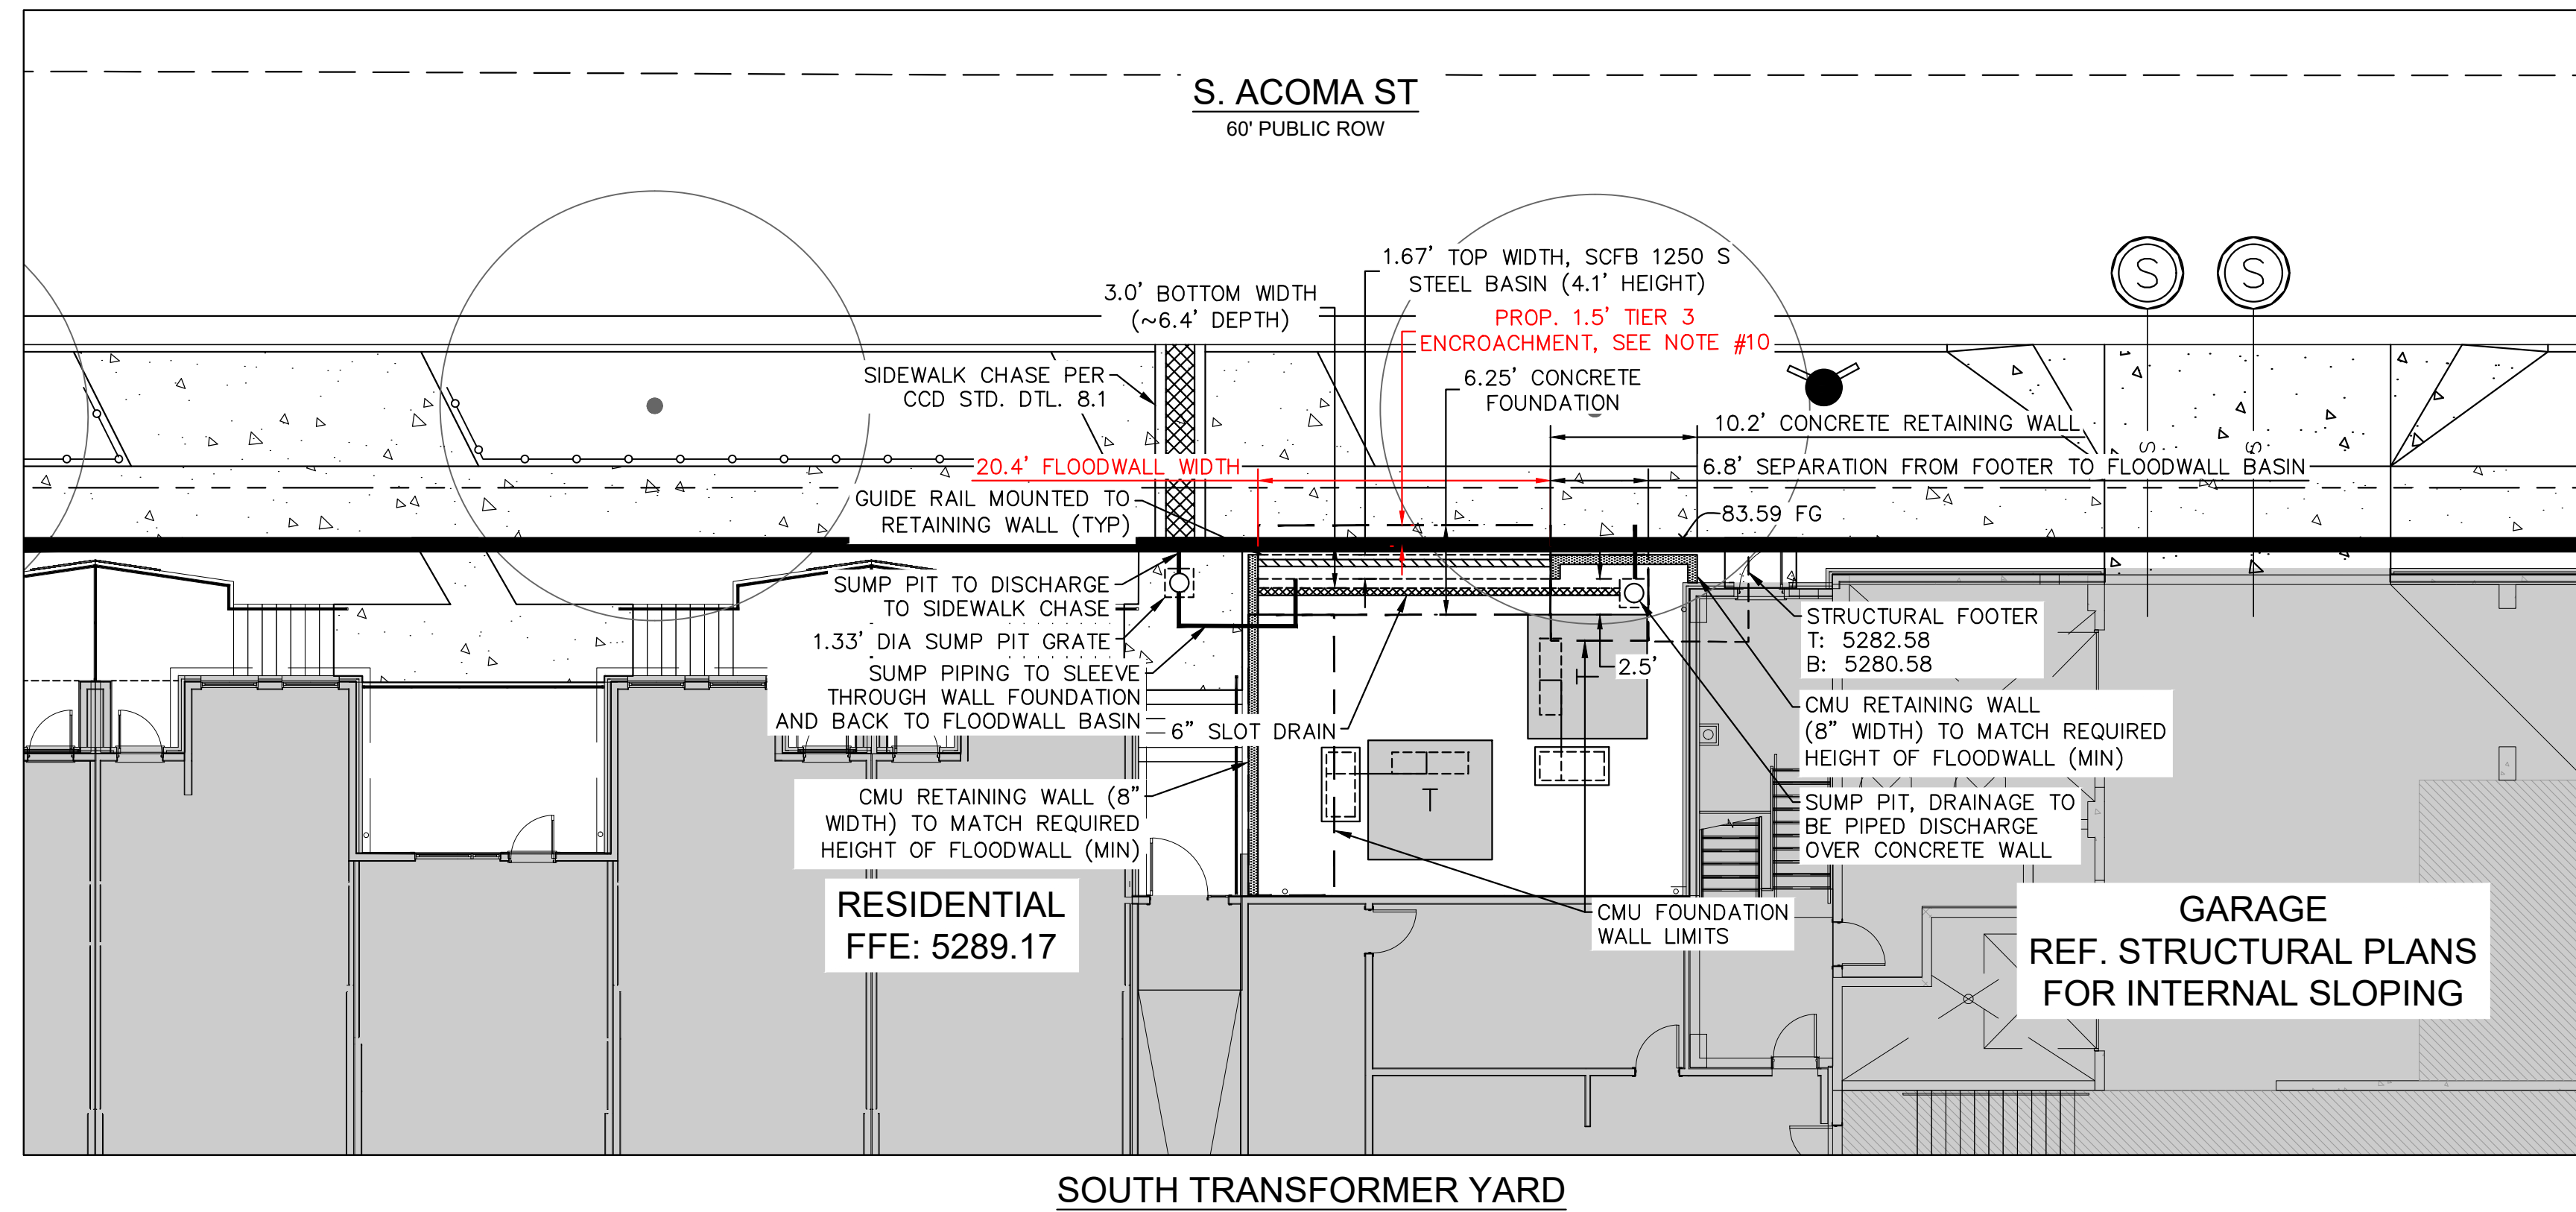 S. ACOMA ST
60' PUBLIC ROW
1.67' TOP WIDTH, SCFB 1250 S
STEEL BASIN (4.1' HEIGHT)
3.0' BOTTOM WIDTH
(~6.4' DEPTH)
PROP. 1.5' TIER 3
ENCROACHMENT, SEE NOTE #10
S
S
SIDEWALK CHASE PER
CCD STD. DTL. 8.1
6.25' CONCRETE
FOUNDATION
10.2' CONCRETE RETAINING WALL
S
S
20.4' FLOODWALL WIDTH
6.8' SEPARATION FROM FOOTER TO FLOODWALL BASIN
GUIDE RAIL MOUNTED TO
RETAINING WALL (TYP)
83.59 FG
SUMP PIT TO DISCHARGE
TO SIDEWALK CHASE
1.33' DIA SUMP PIT GRATE
SUMP PIPING TO SLEEVE
THROUGH WALL FOUNDATION
AND BACK TO FLOODWALL BASIN
6" SLOT DRAIN
2.5'
T
STRUCTURAL FOOTER
T: 5282.58
B: 5280.58
CMU RETAINING WALL
(8" WIDTH) TO MATCH REQUIRED
HEIGHT OF FLOODWALL (MIN)
CMU RETAINING WALL (8"
WIDTH) TO MATCH REQUIRED
HEIGHT OF FLOODWALL (MIN)
T
SUMP PIT, DRAINAGE TO
BE PIPED DISCHARGE
OVER CONCRETE WALL
RESIDENTIAL
FFE: 5289.17
CMU FOUNDATION
WALL LIMITS
GARAGE
REF. STRUCTURAL PLANS
FOR INTERNAL SLOPING
SOUTH TRANSFORMER YARD